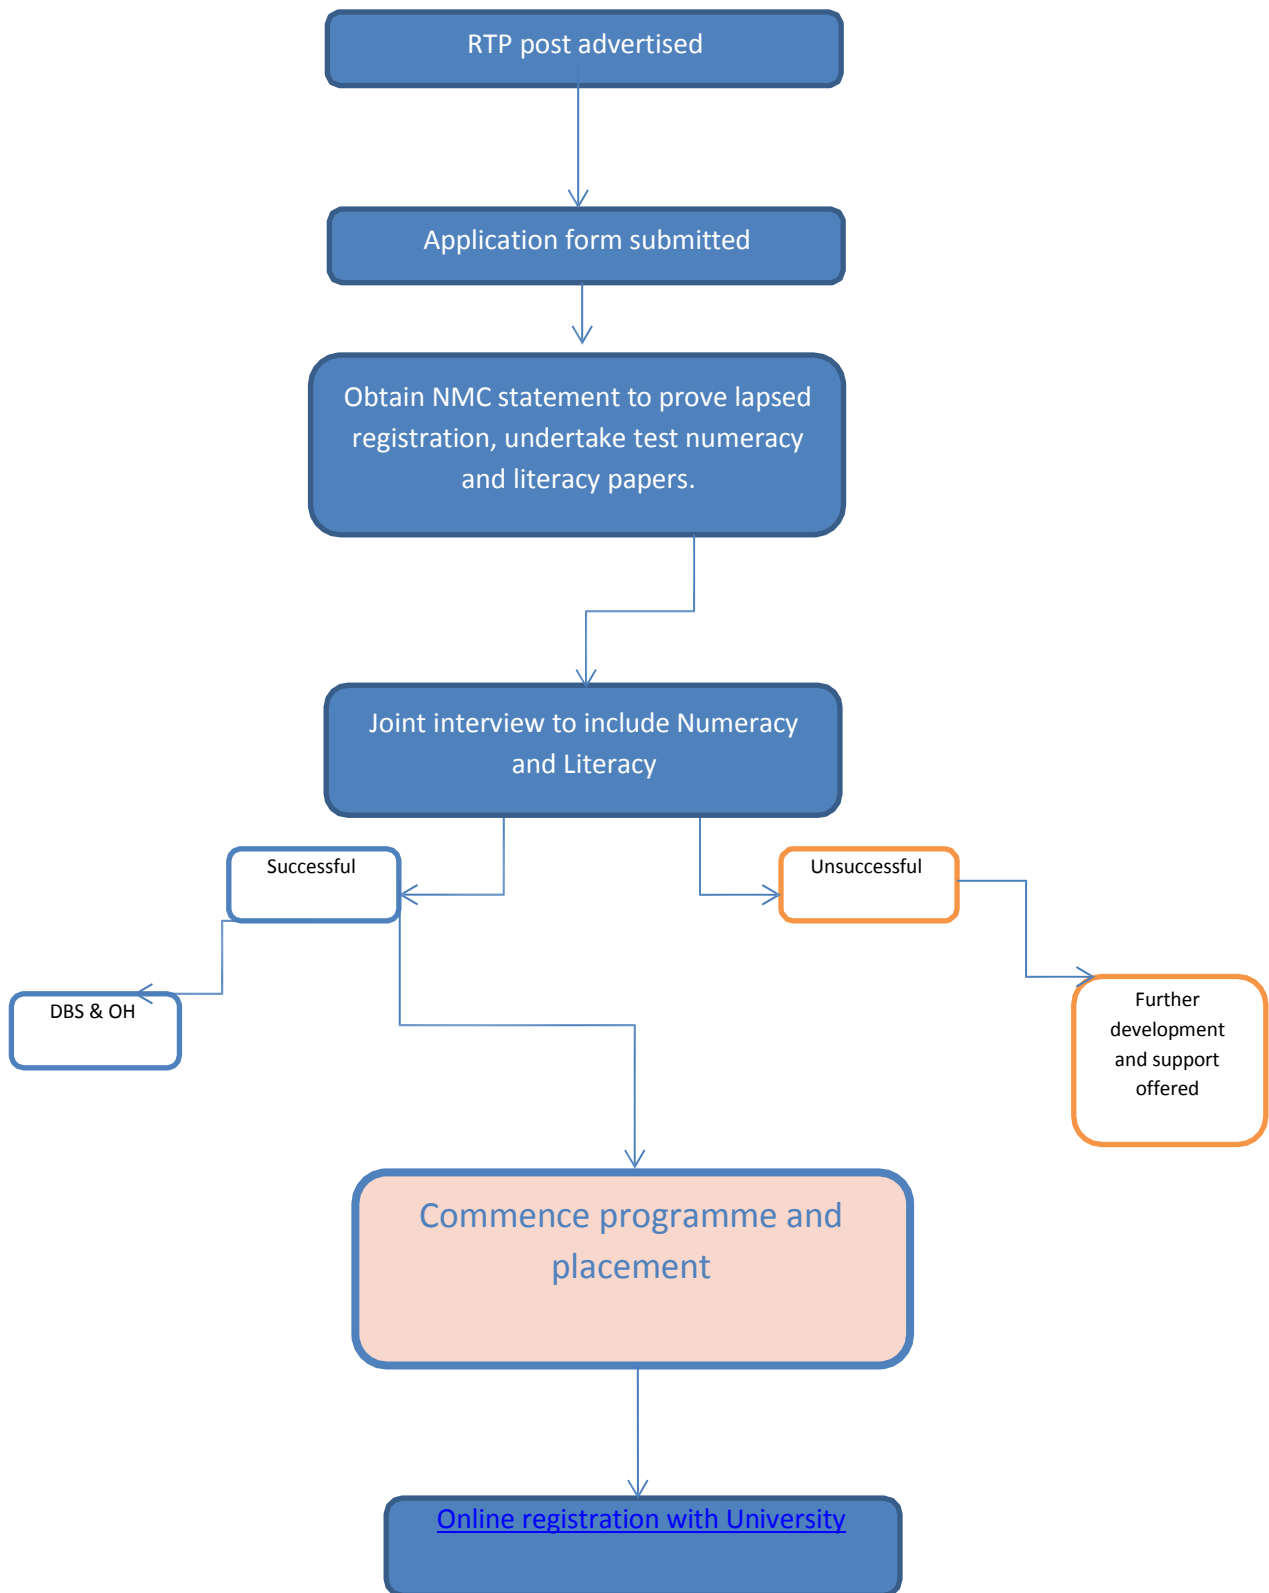 RTP post advertised
Application form submitted
Obtain NMC statement to prove lapsed
registration, undertake test numeracy
and literacy papers.
Joint interview to include Numeracy
and Literacy
Successful
Unsuccessful
DBS & OH
Further
development
and support
offered
Commence programme and
placement
Online registration with University